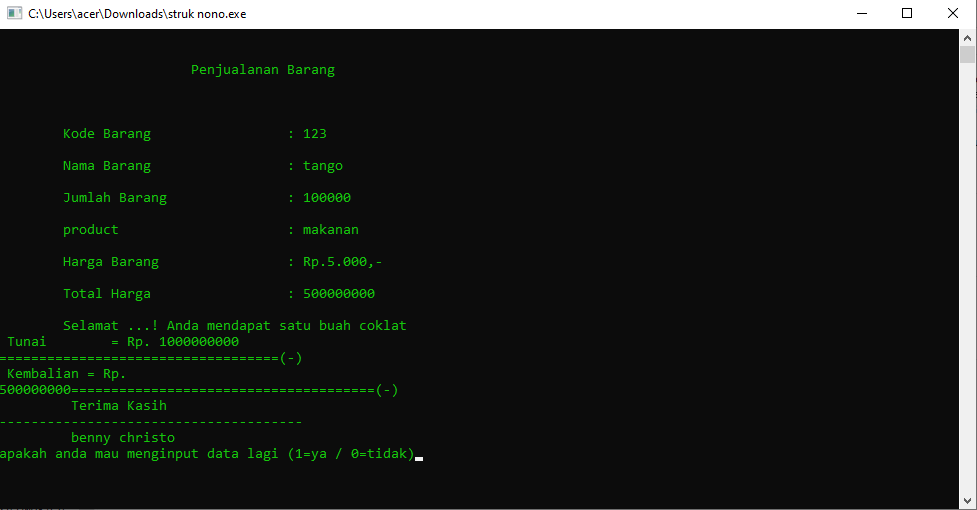 C:\Users\acer\Downloads\struk nono.exe
Penjualanan Barang
Kode Barang : 123
Nama Barang : tango
Jumlah Barang : 100000
product : makanan
Harga Barang : Rp.5.000,-
Total Harga : 500000000
Selamat ...! Anda mendapat satu buah coklat
Tunai = Rp. 1000000000
===================================(-)
Kembalian = Rp.
500000000======================================(-)
Terima Kasih
--------------------------------------
benny christo
apakah anda mau menginput data lagi (1=ya / 0=tidak)